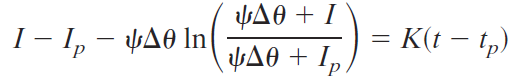 I − I_p − ψΔθ ln( (ψΔθ + I) / (ψΔθ + I_p) ) = K(t − t_p)